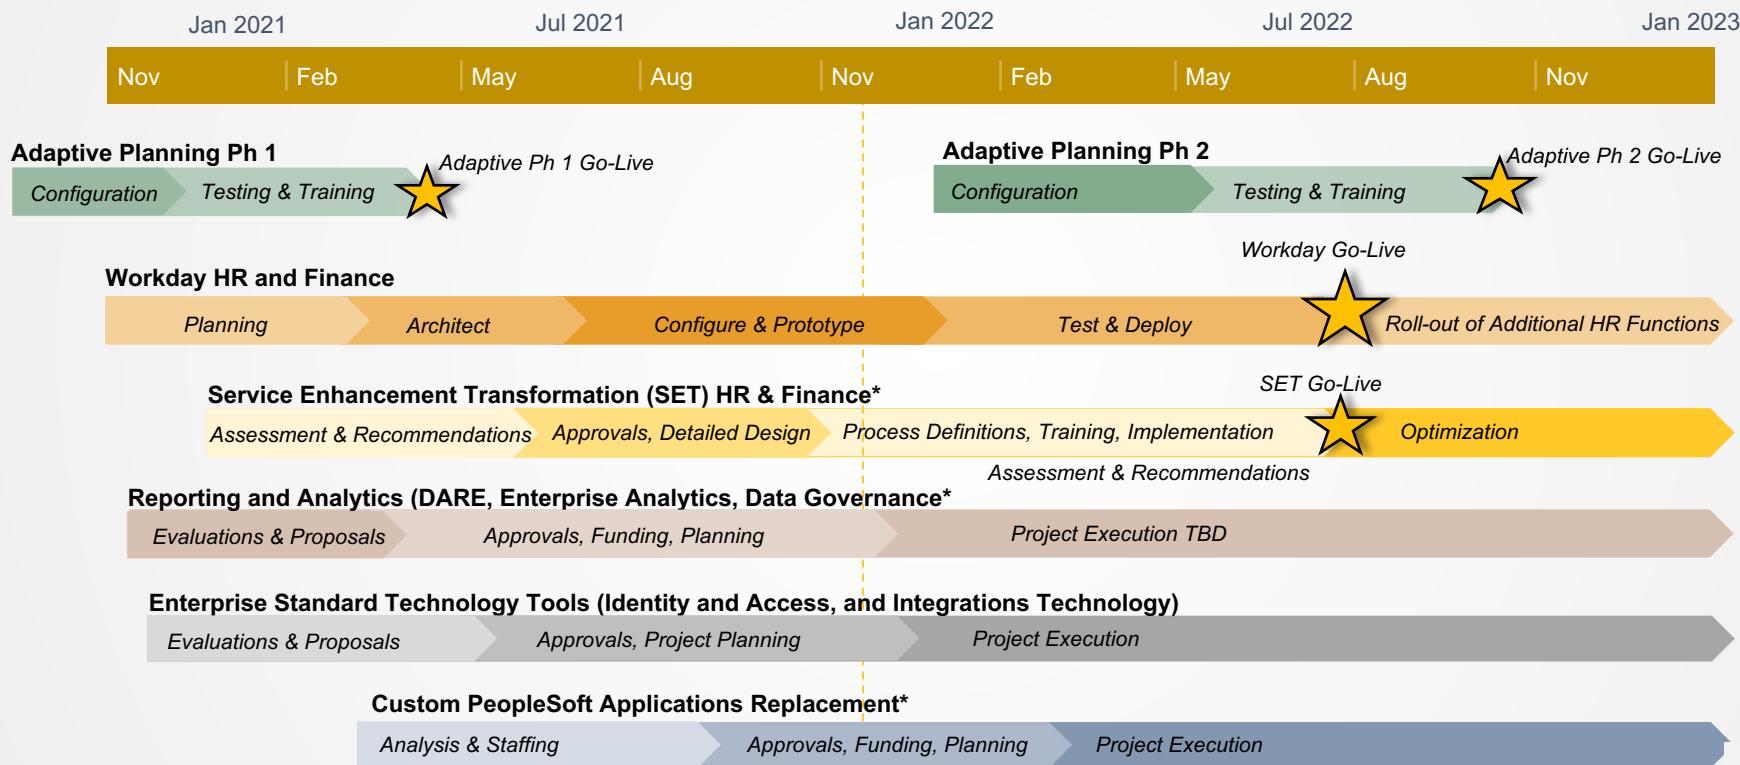 Jan 2021 Jul 2021 Jan 2022 Jul 2022 Jan 2023
Nov Feb May Aug Nov Feb May Aug Nov
Adaptive Planning Ph 1
Adaptive Ph 1 Go-Live
Configuration Testing & Training
Adaptive Planning Ph 2
Adaptive Ph 2 Go-Live
Configuration Testing & Training
Workday Go-Live
Workday HR and Finance
Planning Architect Configure & Prototype Test & Deploy Roll-out of Additional HR Functions
SET Go-Live
Service Enhancement Transformation (SET) HR & Finance*
Assessment & Recommendations Approvals, Detailed Design Process Definitions, Training, Implementation Optimization
Assessment & Recommendations
Reporting and Analytics (DARE, Enterprise Analytics, Data Governance*
Evaluations & Proposals Approvals, Funding, Planning Project Execution TBD
Enterprise Standard Technology Tools (Identity and Access, and Integrations Technology)
Evaluations & Proposals Approvals, Project Planning Project Execution
Custom PeopleSoft Applications Replacement*
Analysis & Staffing Approvals, Funding, Planning Project Execution